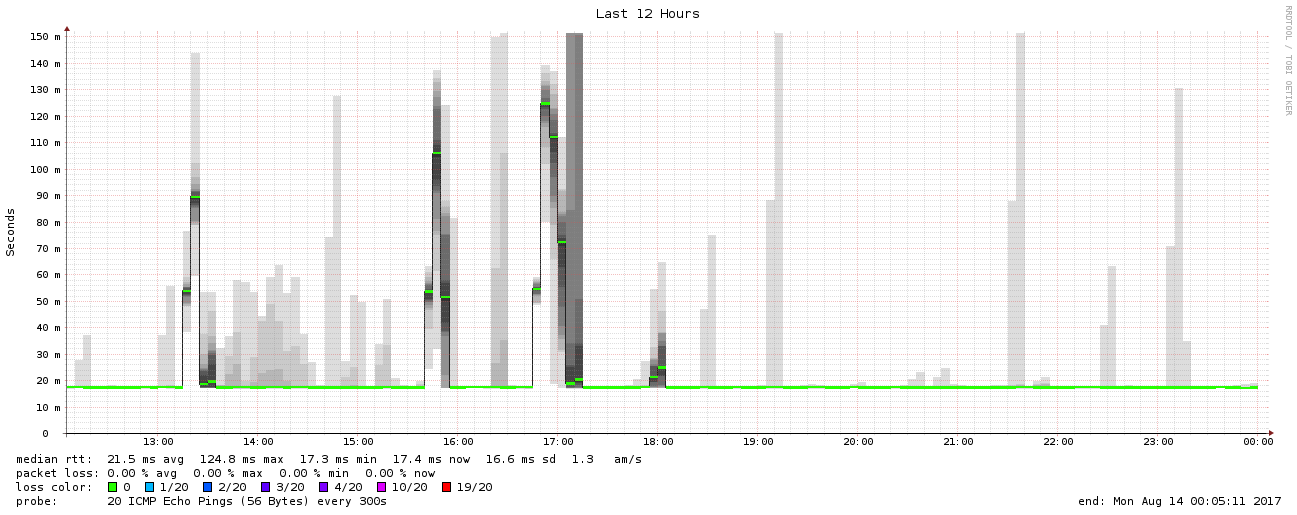 Last 12 Hours
RRDTOOL / TOBI OETIKER
Seconds
150 m
140 m
130 m
120 m
110 m
100 m
90 m
80 m
70 m
60 m
50 m
40 m
30 m
20 m
10 m
0
13:00 14:00 15:00 16:00 17:00 18:00 19:00 20:00 21:00 22:00 23:00 00:00
median rtt: 21.5 ms avg 124.8 ms max 17.3 ms min 17.4 ms now 16.6 ms sd 1.3 am/s
packet loss: 0.00 % avg 0.00 % max 0.00 % min 0.00 % now
loss color: 0 1/20 2/20 3/20 4/20 10/20 19/20
probe: 20 ICMP Echo Pings (56 Bytes) every 300s end: Mon Aug 14 00:05:11 2017